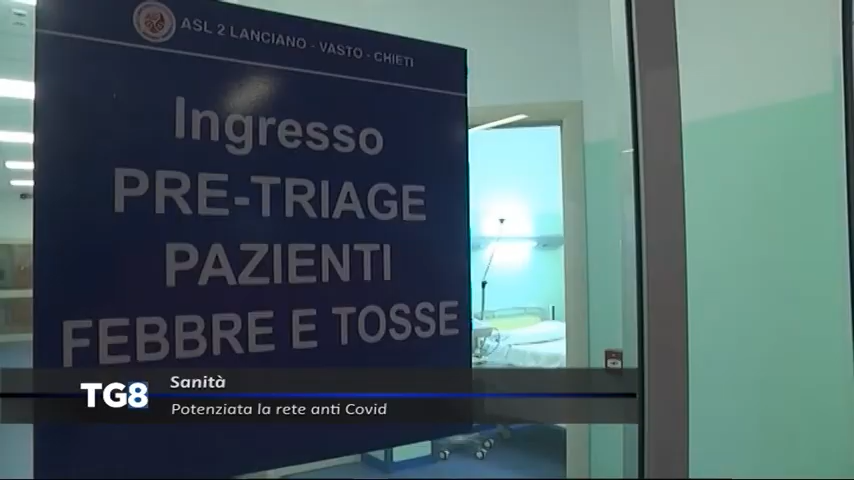 ASL 2 LANCIANO - VASTO - CHIETI
Ingresso
PRE-TRIAGE
PAZIENTI
FEBBRE E TOSSE
TG8
Sanità
Potenziata la rete anti Covid